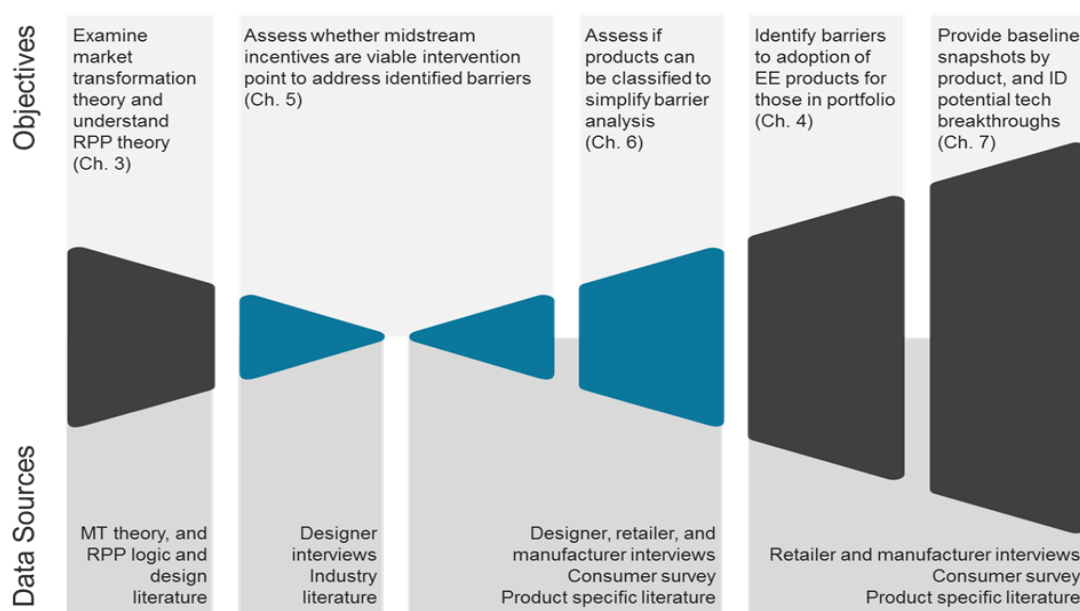 Objectives
Examine
market
transformation
theory and
understand
RPP theory
(Ch. 3)
Assess whether midstream
incentives are viable intervention
point to address identified barriers
(Ch. 5)
Assess if
products can
be classified to
simplify barrier
analysis
(Ch. 6)
Identify barriers
to adoption of
EE products for
those in portfolio
(Ch. 4)
Provide baseline
snapshots by
product, and ID
potential tech
breakthroughs
(Ch. 7)
Data Sources
MT theory, and
RPP logic and
design
literature
Designer
interviews
Industry
literature
Designer, retailer, and
manufacturer interviews
Consumer survey
Product specific literature
Retailer and manufacturer interviews
Consumer survey
Product specific literature